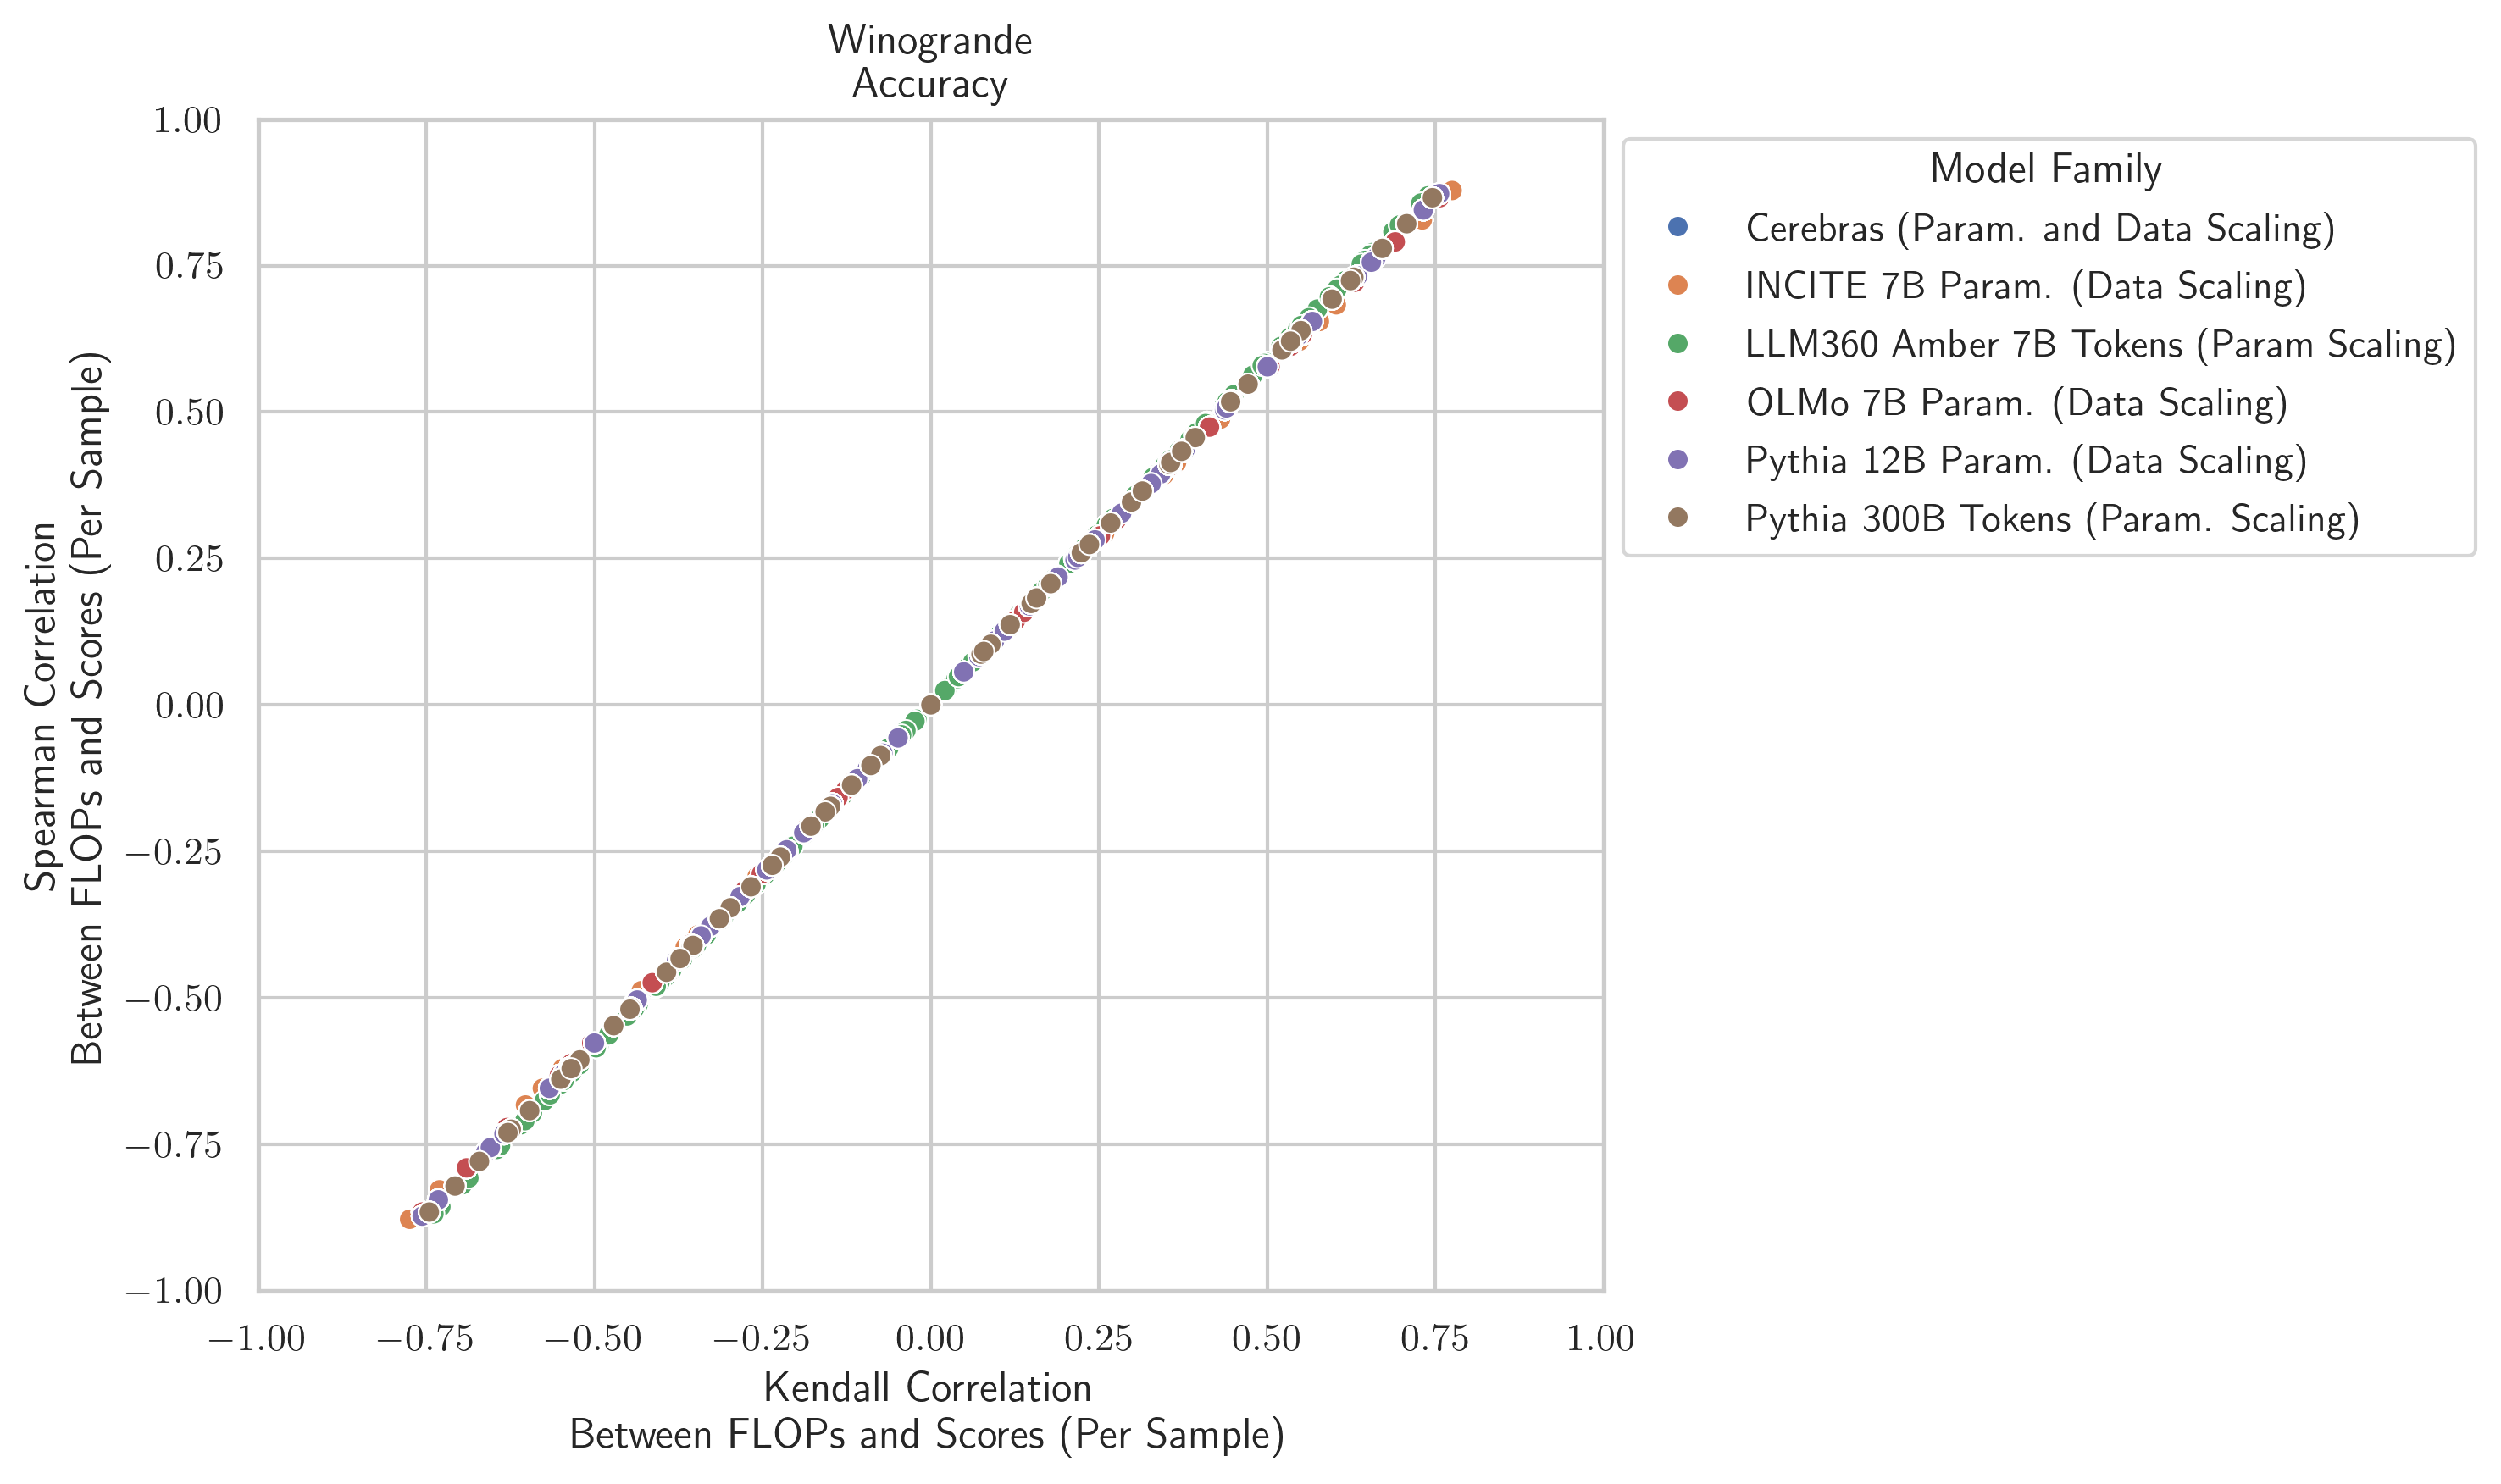 Winogrande
Accuracy
1.00
0.75
0.50
0.25
0.00
−0.25
−0.50
−0.75
−1.00
Spearman Correlation
Between FLOPs and Scores (Per Sample)
−1.00
−0.75
−0.50
−0.25
0.00
0.25
0.50
0.75
1.00
Kendall Correlation
Between FLOPs and Scores (Per Sample)
Model Family
Cerebras (Param. and Data Scaling)
INCITE 7B Param. (Data Scaling)
LLM360 Amber 7B Tokens (Param Scaling)
OLMo 7B Param. (Data Scaling)
Pythia 12B Param. (Data Scaling)
Pythia 300B Tokens (Param. Scaling)